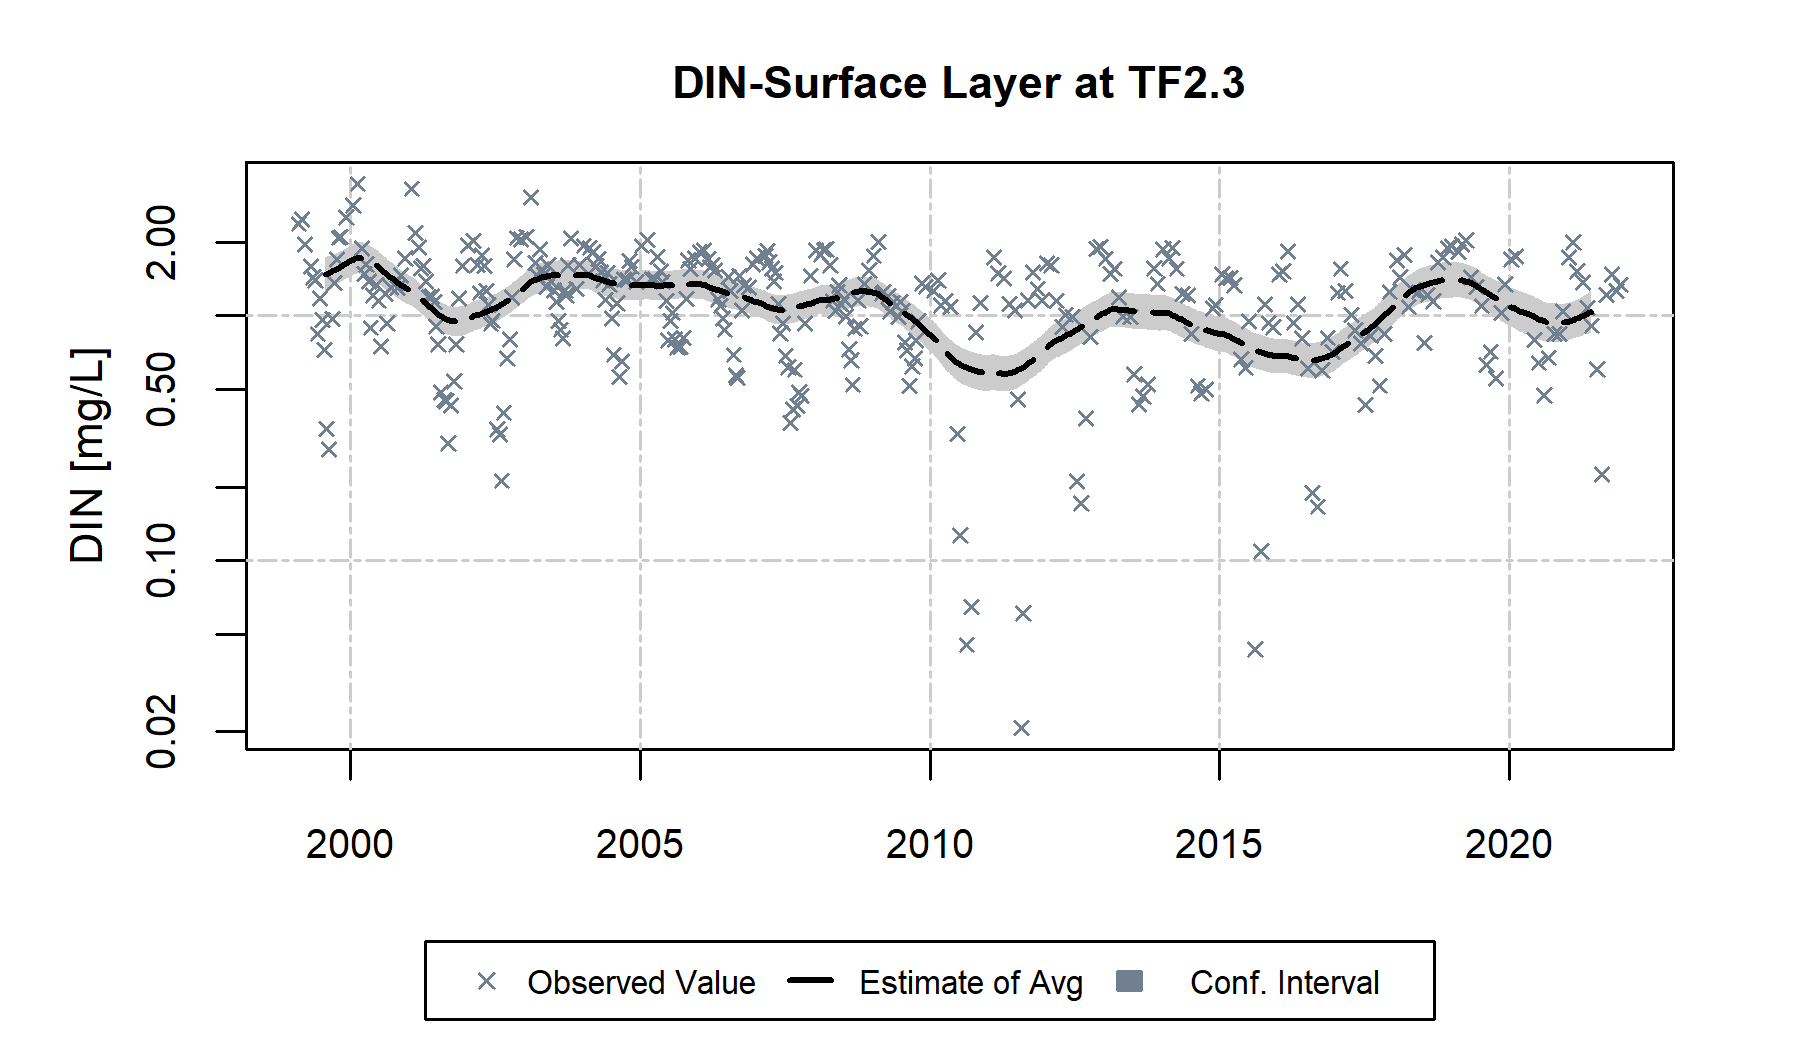 DIN-Surface Layer at TF2.3
DIN [mg/L]
2.00
0.50
0.10
0.02
2000 2005 2010 2015 2020
Observed Value Estimate of Avg Conf. Interval